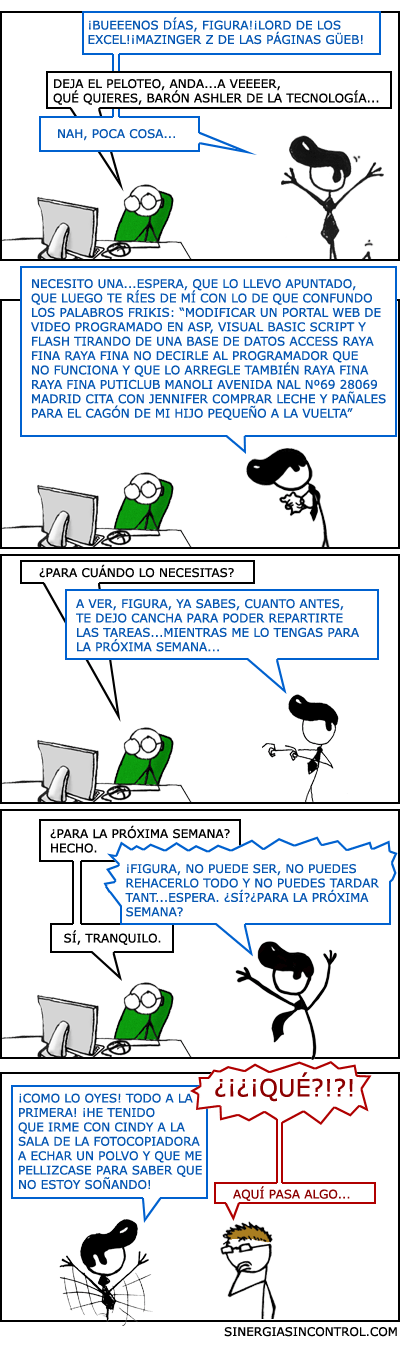 ¡BUEEENOS DÍAS, FIGURA!¡LORD DE LOS
EXCEL!¡MAZINGER Z DE LAS PÁGINAS GÜEB!
DEJA EL PELOTEO, ANDA...A VEEEER,
QUÉ QUIERES, BARÓN ASHLER DE LA TECNOLOGÍA...
NAH, POCA COSA...
NECESITO UNA...ESPERA, QUE LO LLEVO APUNTADO,
QUE LUEGO TE RÍES DE MÍ CON LO DE QUE CONFUNDO
LOS PALABROS FRIKIS: “MODIFICAR UN PORTAL WEB DE
VIDEO PROGRAMADO EN ASP, VISUAL BASIC SCRIPT Y
FLASH TIRANDO DE UNA BASE DE DATOS ACCESS RAYA
FINA RAYA FINA NO DECIRLE AL PROGRAMADOR QUE
NO FUNCIONA Y QUE LO ARREGLE TAMBIÉN RAYA FINA
RAYA FINA PUTICLUB MANOLI AVENIDA NAL Nº69 28069
MADRID CITA CON JENNIFER COMPRAR LECHE Y PAÑALES
PARA EL CAGÓN DE MI HIJO PEQUEÑO A LA VUELTA”
¿PARA CUÁNDO LO NECESITAS?
A VER, FIGURA, YA SABES, CUANTO ANTES,
TE DEJO CANCHA PARA PODER REPARTIRTE
LAS TAREAS...MIENTRAS ME LO TENGAS PARA
LA PRÓXIMA SEMANA...
¿PARA LA PRÓXIMA SEMANA?
HECHO.
¡FIGURA, NO PUEDE SER, NO PUEDES
REHACERLO TODO Y NO PUEDES TARDAR
TANT...ESPERA. ¿SÍ?¿PARA LA PRÓXIMA
SEMANA?
SÍ, TRANQUILO.
¡COMO LO OYES! TODO A LA
PRIMERA! ¡HE TENIDO
QUE IRME CON CINDY A LA
SALA DE LA FOTOCOPIADORA
A ECHAR UN POLVO Y QUE ME
PELLIZCASE PARA SABER QUE
NO ESTOY SOÑANDO!
¿¡¿¡¿¡QUÉ?!?!
AQUÍ PASA ALGO...
SINERGIASINCONTROL.COM